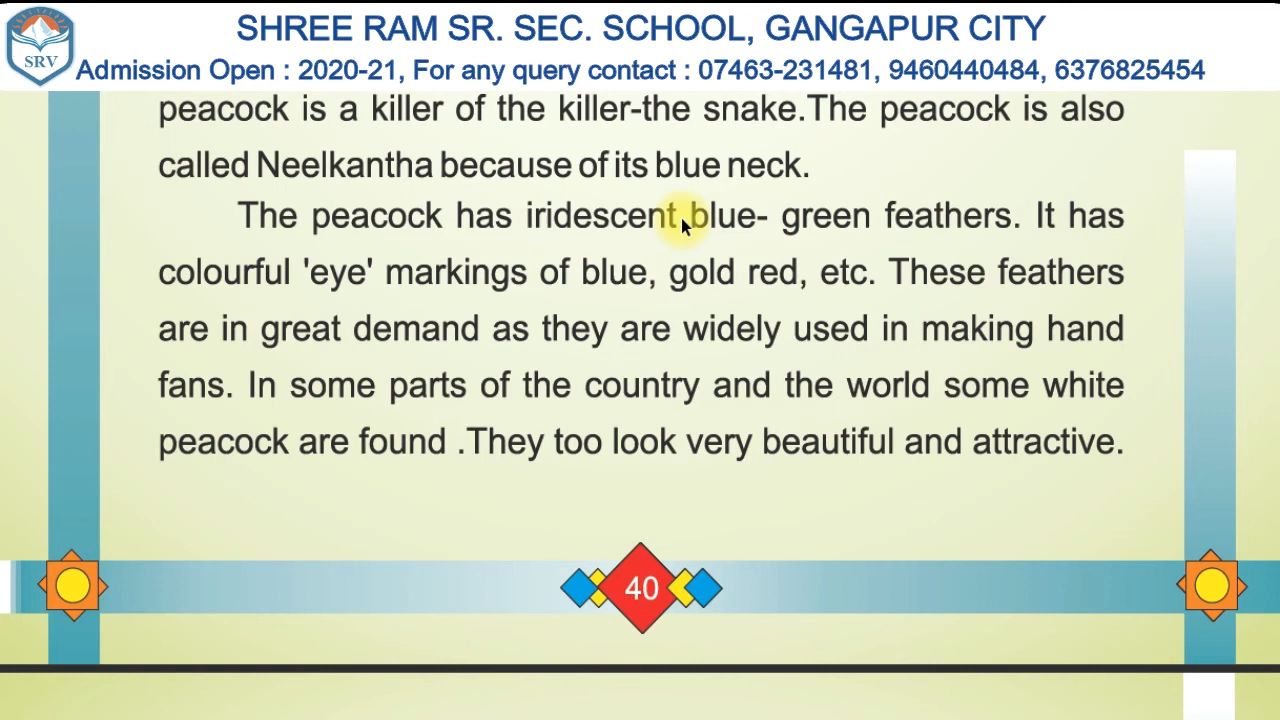 SHREE RAM SR. SEC. SCHOOL, GANGAPUR CITY
SRV
Admission Open : 2020-21, For any query contact : 07463-231481, 9460440484, 6376825454
peacock is a killer of the killer-the snake.The peacock is also
called Neelkantha because of its blue neck.
The peacock has iridescent blue- green feathers. It has
colourful 'eye' markings of blue, gold red, etc. These feathers
are in great demand as they are widely used in making hand
fans. In some parts of the country and the world some white
peacock are found .They too look very beautiful and attractive.
40